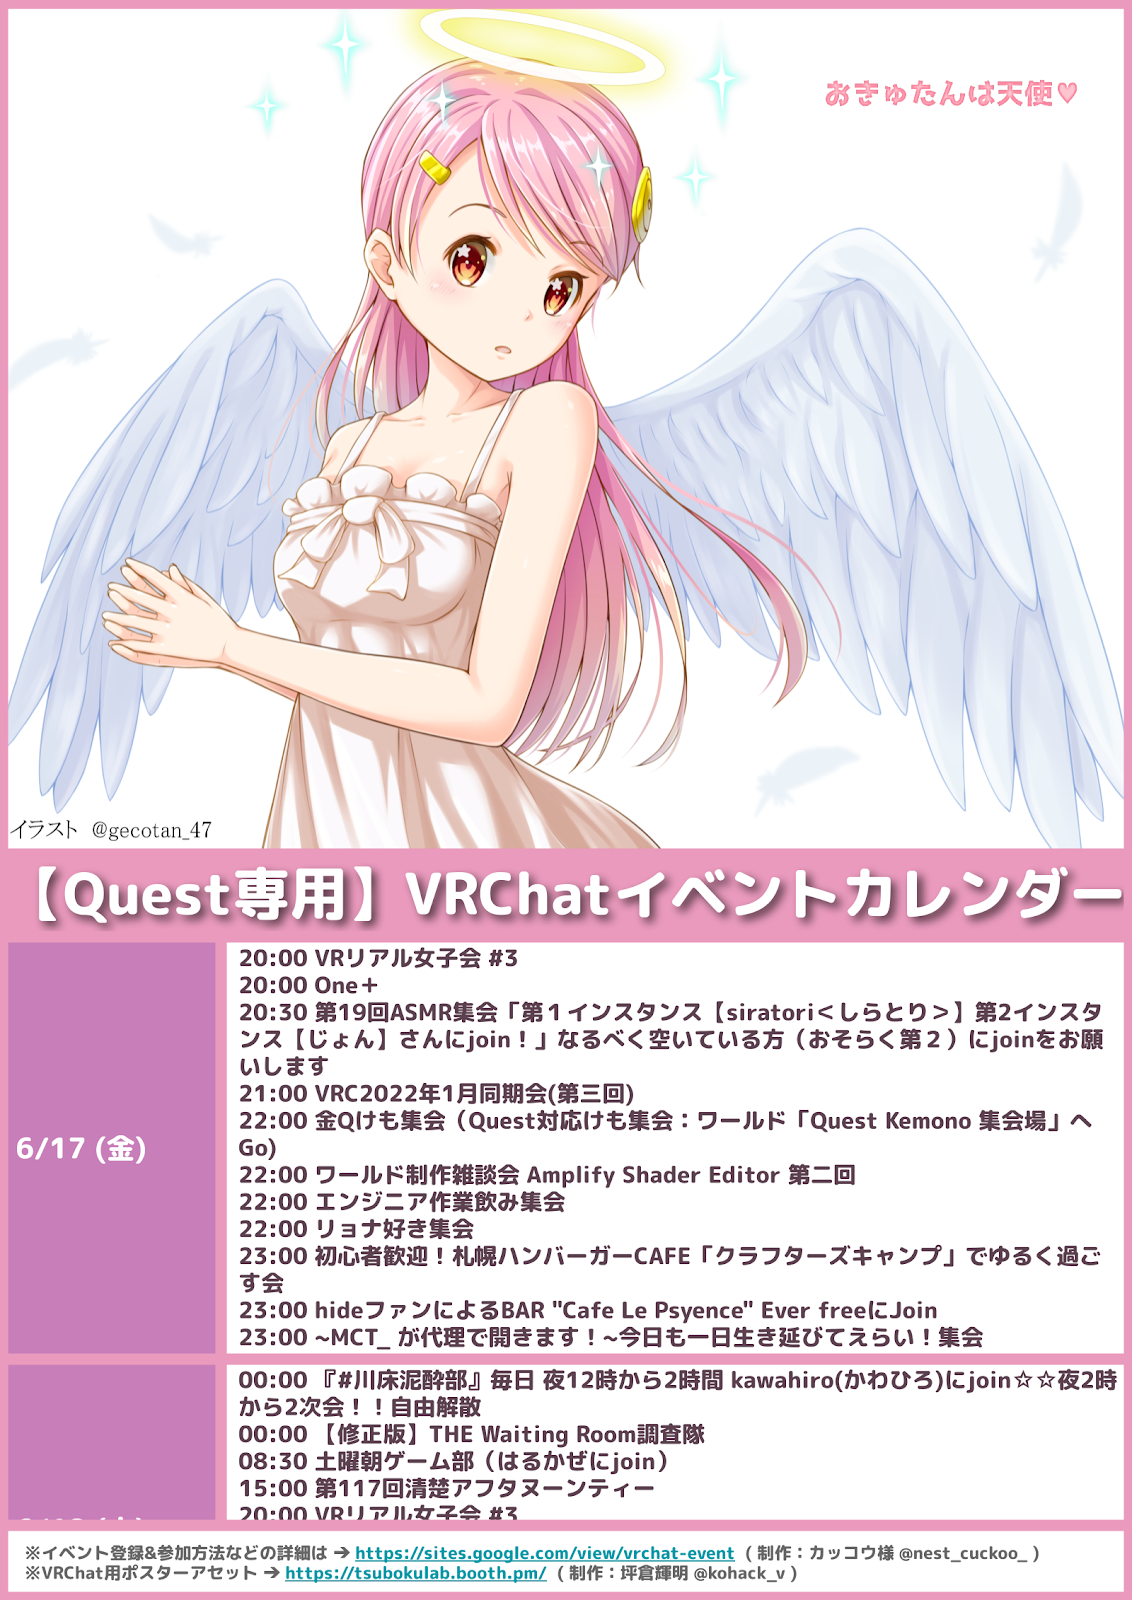 おきゅたんは天使♥
イラスト @gecotan_47
【Quest専用】VRChatイベントカレンダー
6/17 (金)
20:00 VRリアル女子会 #3
20:00 One＋
20:30 第19回ASMR集会「第１インスタンス【siratori＜しらとり＞】第2インスタ
ンス【じょん】さんにjoin！」なるべく空いている方（おそらく第２）にjoinをお願
いします
21:00 VRC2022年1月同期会(第三回)
22:00 金Qけも集会（Quest対応けも集会：ワールド「Quest Kemono 集会場」へ
Go)
22:00 ワールド制作雑談会 Amplify Shader Editor 第二回
22:00 エンジニア作業飲み集会
22:00 リョナ好き集会
23:00 初心者歓迎！札幌ハンバーガーCAFE「クラフターズキャンプ」でゆるく過ご
す会
23:00 hideファンによるBAR "Cafe Le Psyence" Ever freeにJoin
23:00 ~MCT_ が代理で開きます！~今日も一日生き延びてえらい！集会
00:00 『#川床泥酔部』毎日 夜12時から2時間 kawahiro(かわひろ)にjoin☆☆夜2時
から2次会！！自由解散
00:00 【修正版】THE Waiting Room調査隊
08:30 土曜朝ゲーム部（はるかぜにjoin）
15:00 第117回清楚アフタヌーンティー
20:00 VRリアル女子会 #3
※イベント登録&参加方法などの詳細は → https://sites.google.com/view/vrchat-event ( 制作：カッコウ様 @nest_cuckoo_ )
※VRChat用ポスターアセット → https://tsubokulab.booth.pm/ ( 制作：坪倉輝明 @kohack_v )